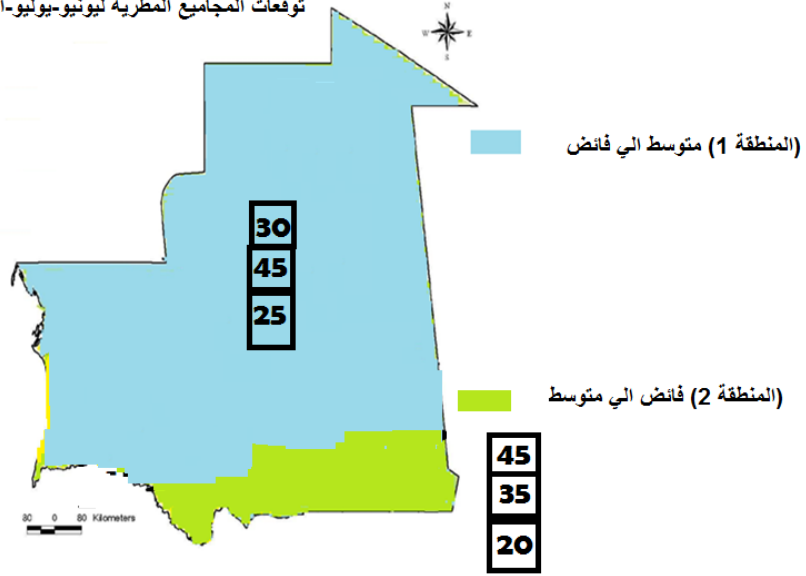 توقعات المجاميع المطرية ليونيو-يوليو-
N
W E
S
(المنطقة 1) متوسط الي فائض
30
45
25
(المنطقة 2) فائض الي متوسط
45
35
20
80 0 80 Kilometers